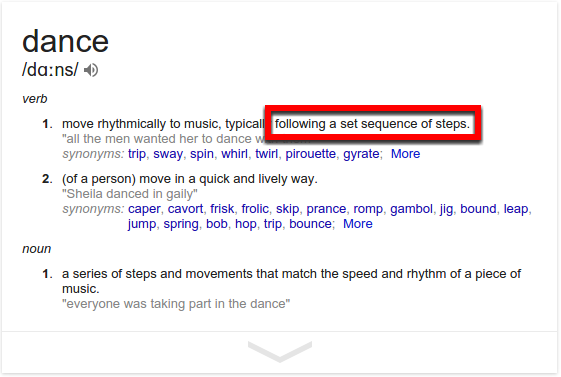 dance
/dɑːns/
verb
1. move rhythmically to music, typically following a set sequence of steps.
"all the men wanted her to dance w
synonyms: trip, sway, spin, whirl, twirl, pirouette, gyrate; More
2. (of a person) move in a quick and lively way.
"Sheila danced in gaily"
synonyms: caper, cavort, frisk, frolic, skip, prance, romp, gambol, jig, bound, leap,
jump, spring, bob, hop, trip, bounce; More
noun
1. a series of steps and movements that match the speed and rhythm of a piece of
music.
"everyone was taking part in the dance"